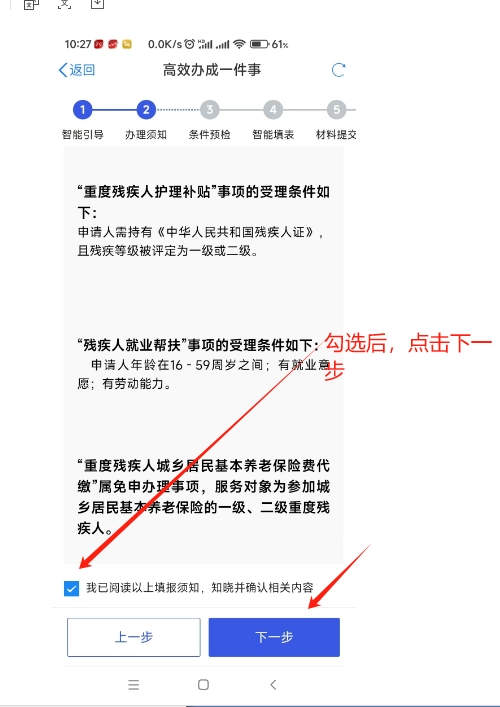 10:27 0.0K/s 61%
返回 高效办成一件事
1 2 3 4 5
智能引导 办理须知 条件预检 智能填表 材料提交
“重度残疾人护理补贴”事项的受理条件如
下：
申请人需持有《中华人民共和国残疾人证》，
且残疾等级被评定为一级或二级。
“残疾人就业帮扶”事项的受理条件如下：
申请人年龄在16－59周岁之间；有就业意
愿；有劳动能力。
勾选后，点击下一
步
“重度残疾人城乡居民基本养老保险费代
缴”属免申办理事项，服务对象为参加城
乡居民基本养老保险的一级、二级重度残
疾人。
我已阅读以上填报须知，知晓并确认相关内容
上一步 下一步